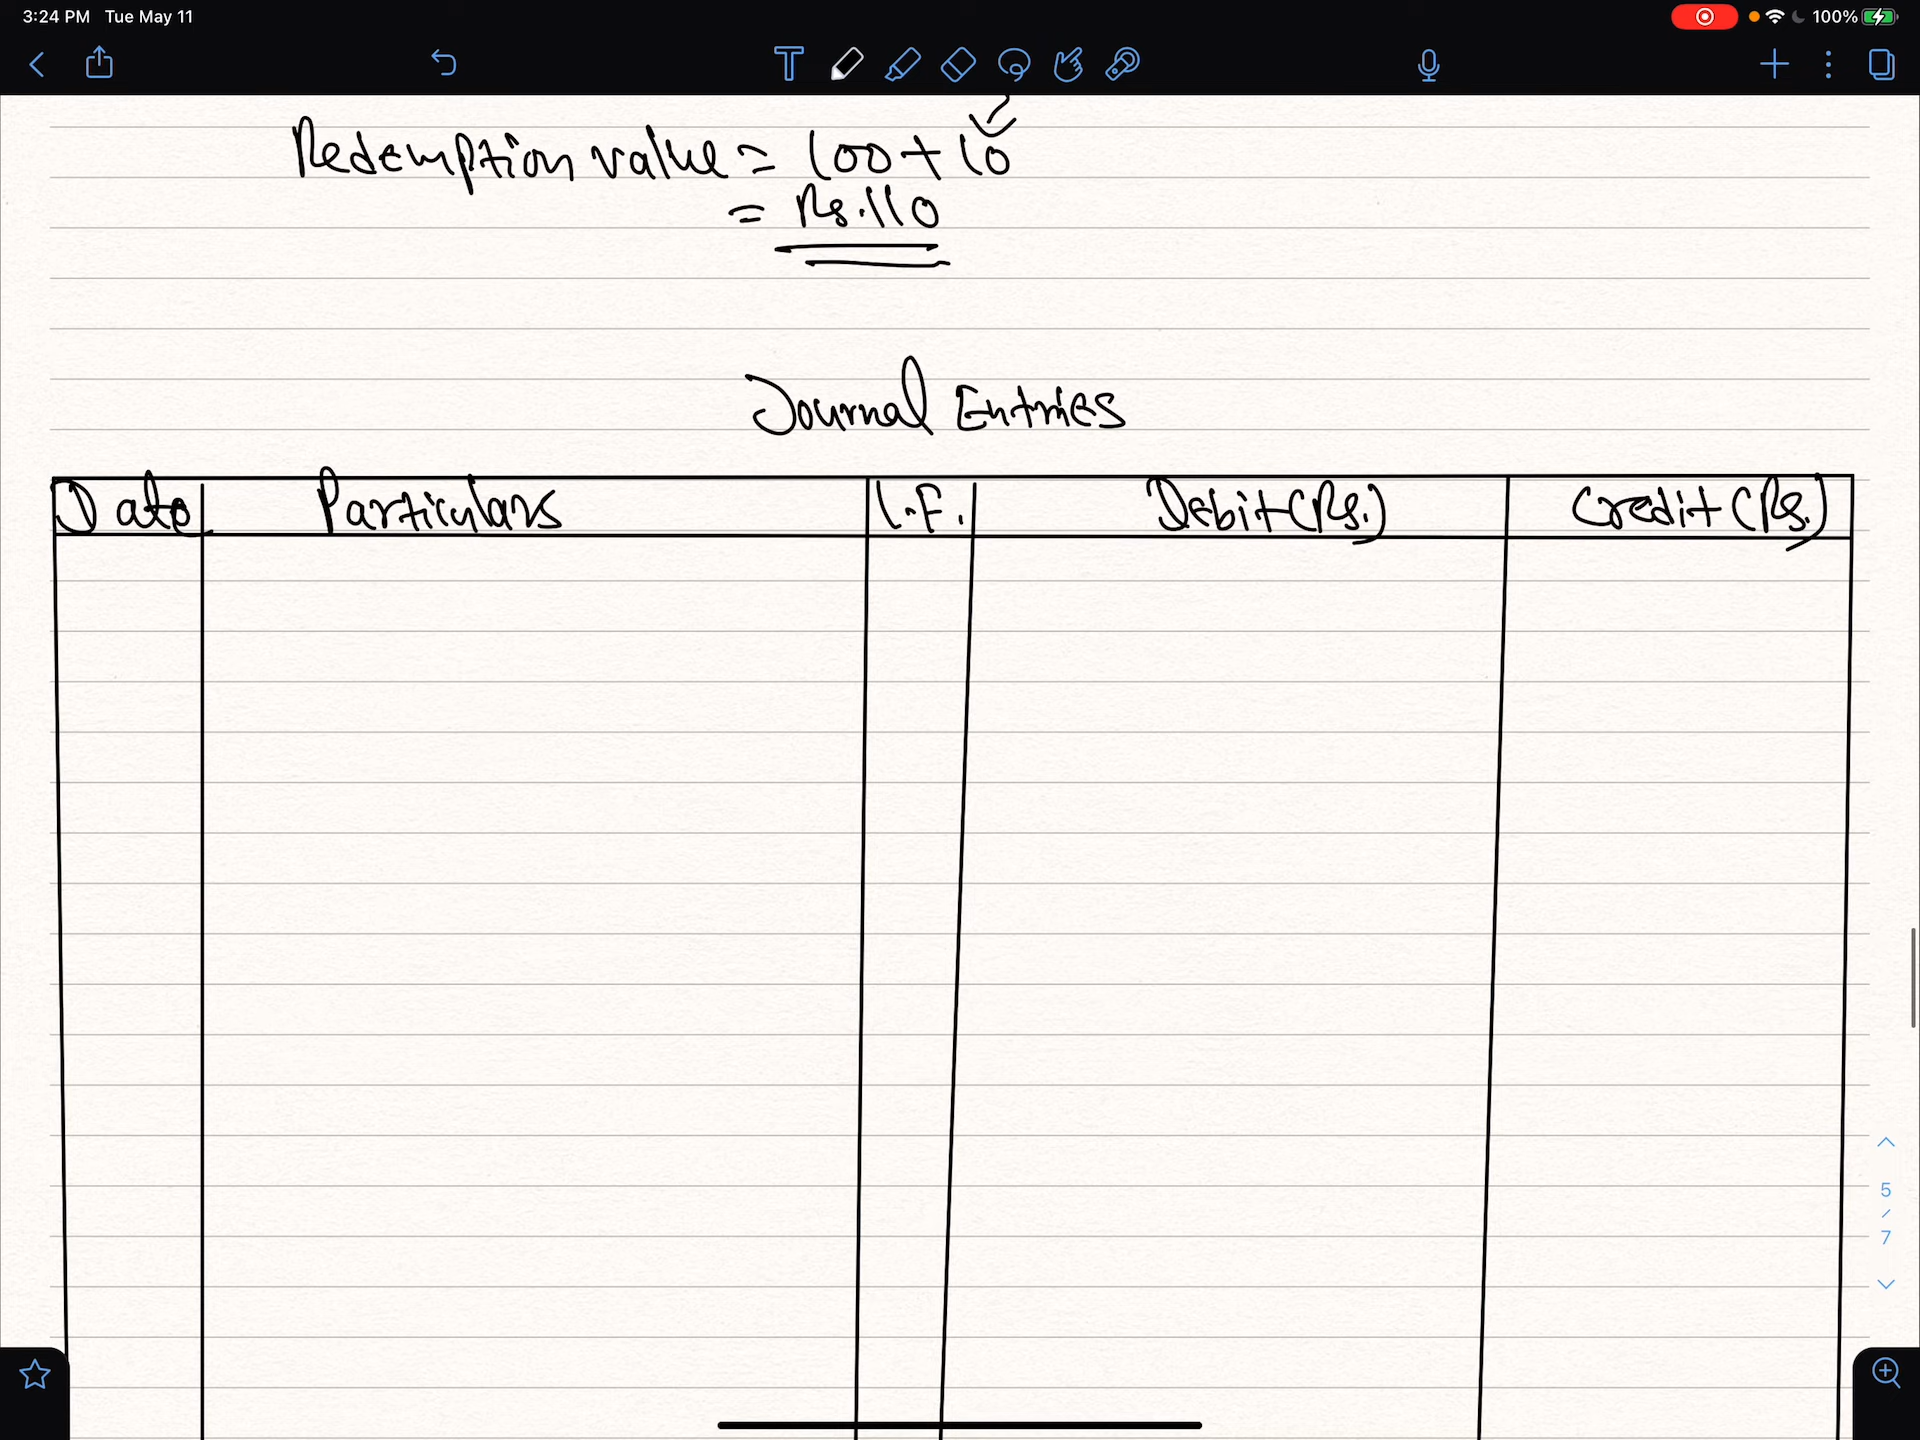 3:24 PM Tue May 11
100%
T
Redemption value = 100 + 10
= Rs. 110
Journal Entries
Date Particulars L.F. Debit (Rs.) Credit (Rs.)
5
/
7